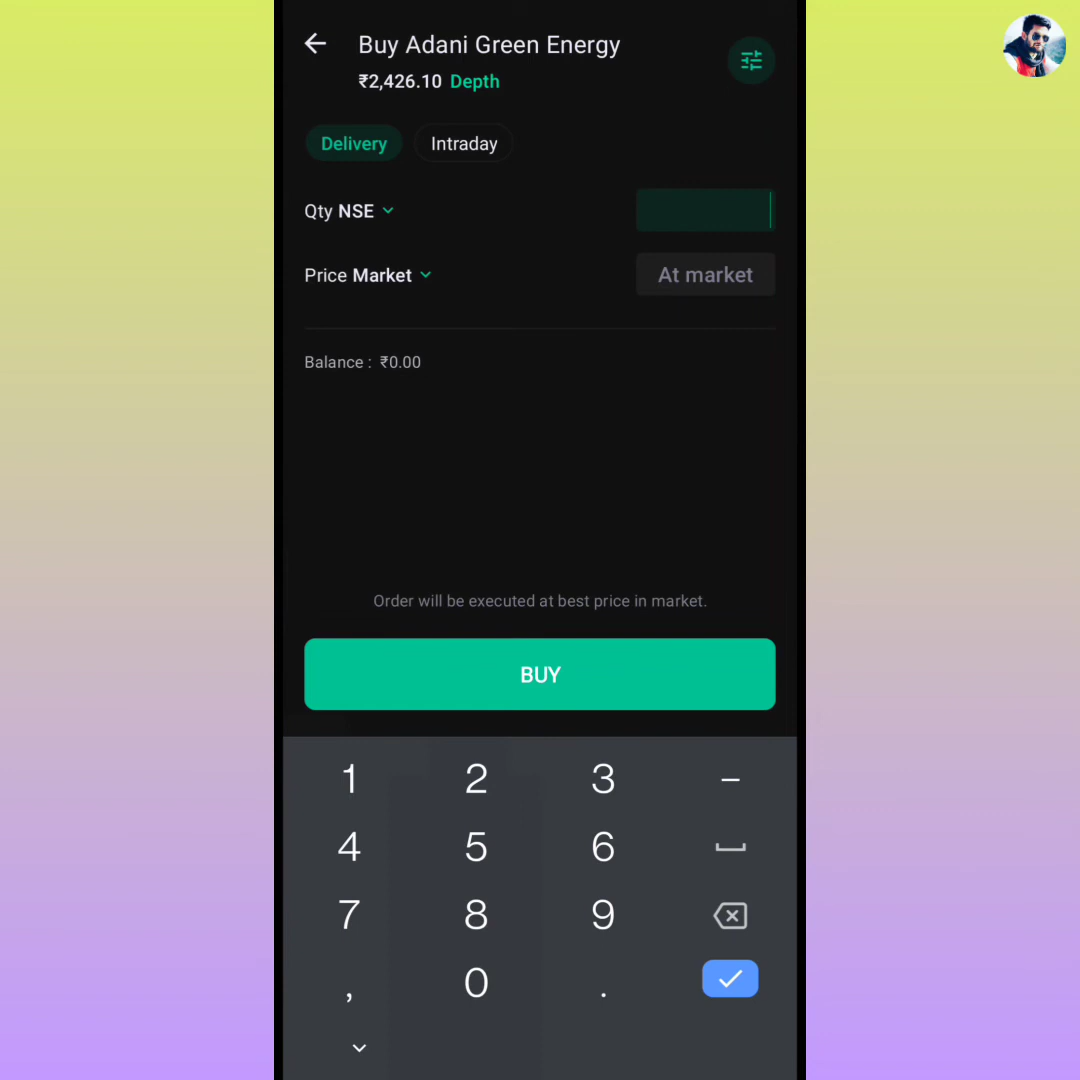 Buy Adani Green Energy
₹2,426.10 Depth
Delivery Intraday
Qty NSE
Price Market At market
Balance : ₹0.00
Order will be executed at best price in market.
BUY
1 2 3 –
4 5 6
7 8 9
, 0 .